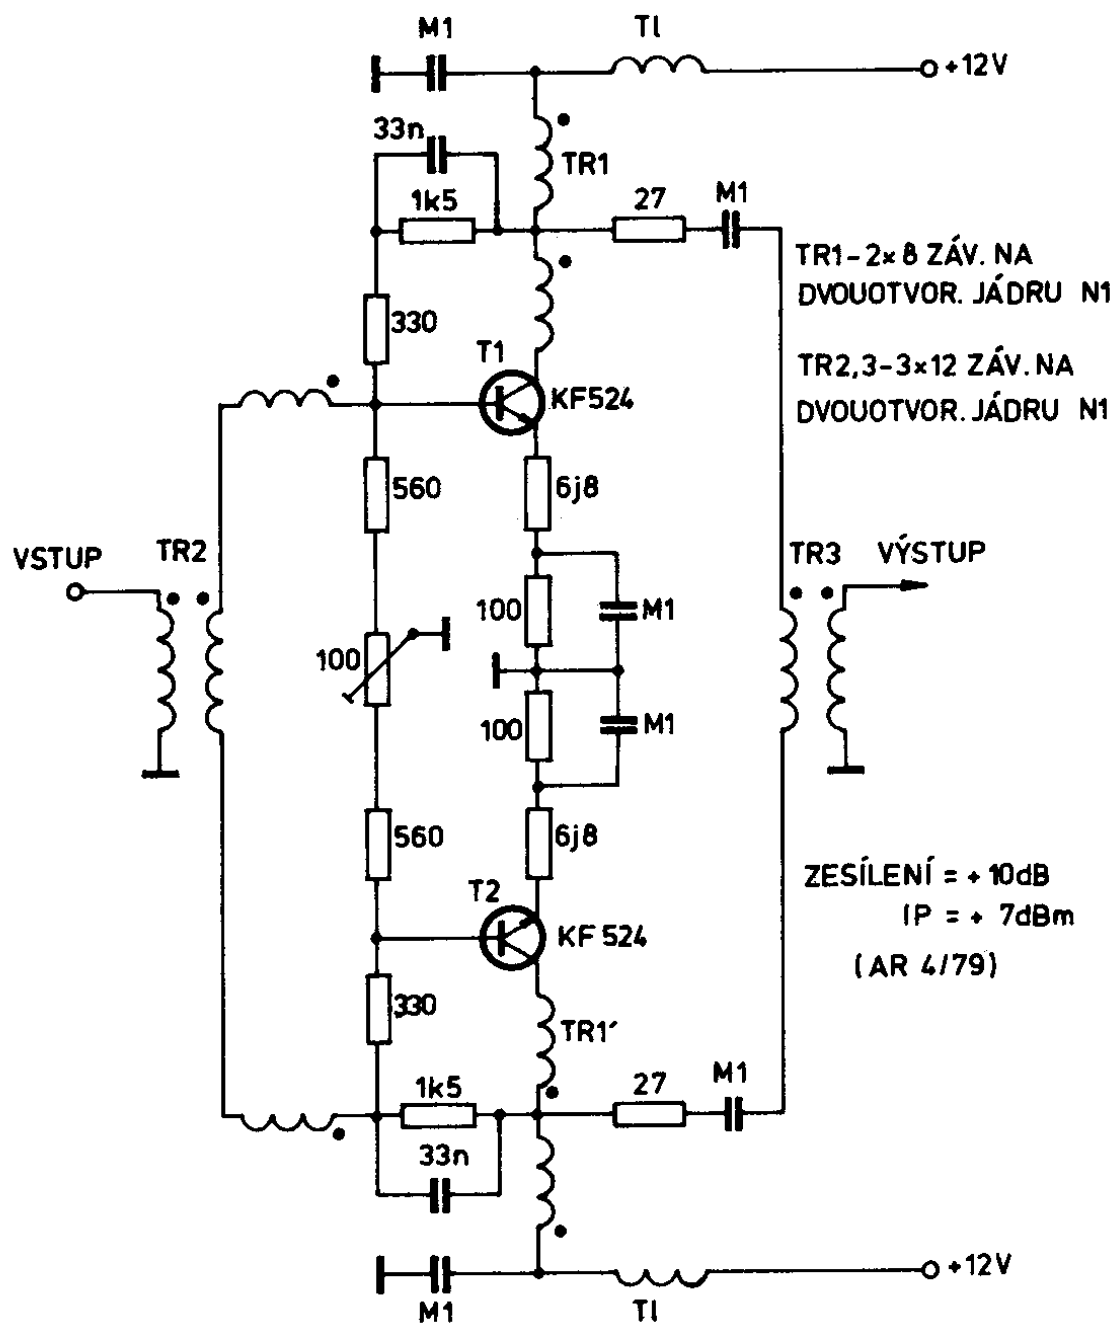 M1
Tl
+12V
33n
TR1
1k5
27
M1
TR1-2×8 ZÁV. NA
DVOUOTVOR. JÁDRU N1
330
T1
TR2,3-3×12 ZÁV. NA
KF524
DVOUOTVOR. JÁDRU N1
560
6j8
VSTUP
TR2
TR3
VÝSTUP
100
M1
100
100
M1
560
6j8
ZESÍLENÍ = + 10dB
IP = + 7dBm
(AR 4/79)
T2
KF 524
330
TR1'
1k5
27
M1
33n
+12V
M1
Tl